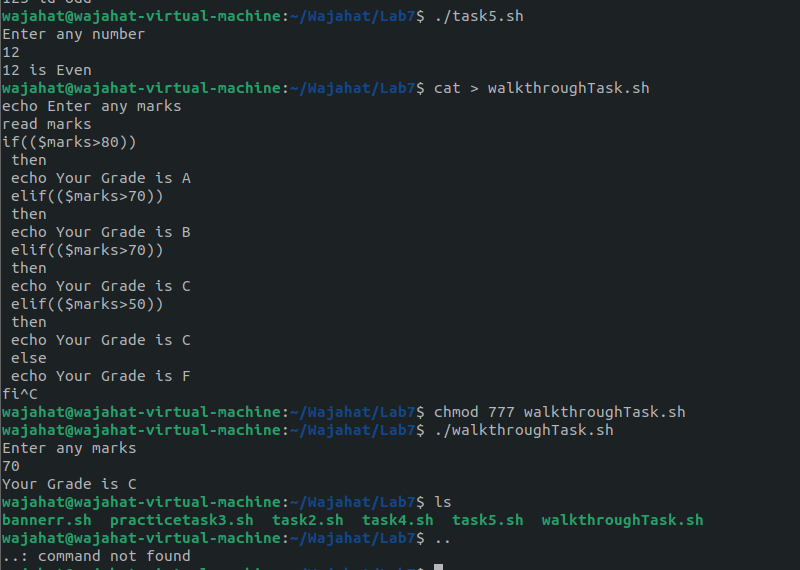 wajahat@wajahat-virtual-machine:~/Wajahat/Lab7$ ./task5.sh
Enter any number
12
12 is Even
wajahat@wajahat-virtual-machine:~/Wajahat/Lab7$ cat > walkthroughTask.sh
echo Enter any marks
read marks
if(($marks>80))
 then
 echo Your Grade is A
 elif(($marks>70))
 then
 echo Your Grade is B
 elif(($marks>70))
 then
 echo Your Grade is C
 elif(($marks>50))
 then
 echo Your Grade is C
 else
 echo Your Grade is F
fi^C
wajahat@wajahat-virtual-machine:~/Wajahat/Lab7$ chmod 777 walkthroughTask.sh
wajahat@wajahat-virtual-machine:~/Wajahat/Lab7$ ./walkthroughTask.sh
Enter any marks
70
Your Grade is C
wajahat@wajahat-virtual-machine:~/Wajahat/Lab7$ ls
bannerr.sh  practicetask3.sh  task2.sh  task4.sh  task5.sh  walkthroughTask.sh
wajahat@wajahat-virtual-machine:~/Wajahat/Lab7$ ..
..: command not found